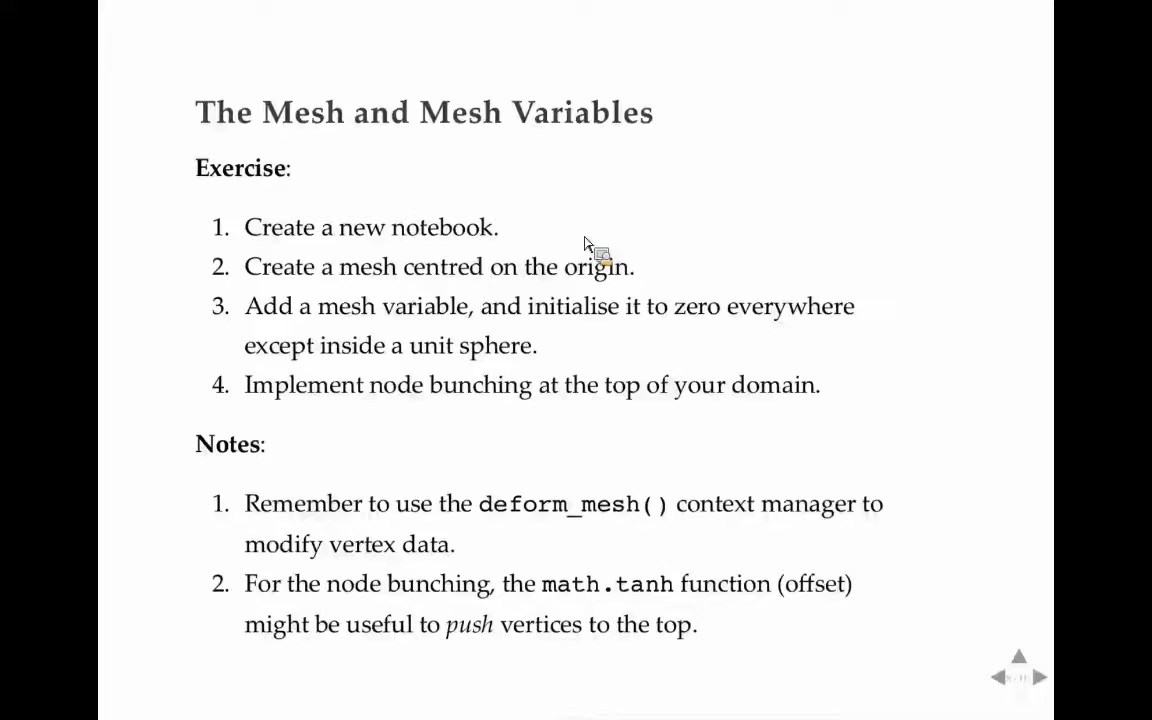 The Mesh and Mesh Variables
Exercise:
1. Create a new notebook.
2. Create a mesh centred on the origin.
3. Add a mesh variable, and initialise it to zero everywhere
except inside a unit sphere.
4. Implement node bunching at the top of your domain.
Notes:
1. Remember to use the deform_mesh() context manager to
modify vertex data.
2. For the node bunching, the math.tanh function (offset)
might be useful to push vertices to the top.